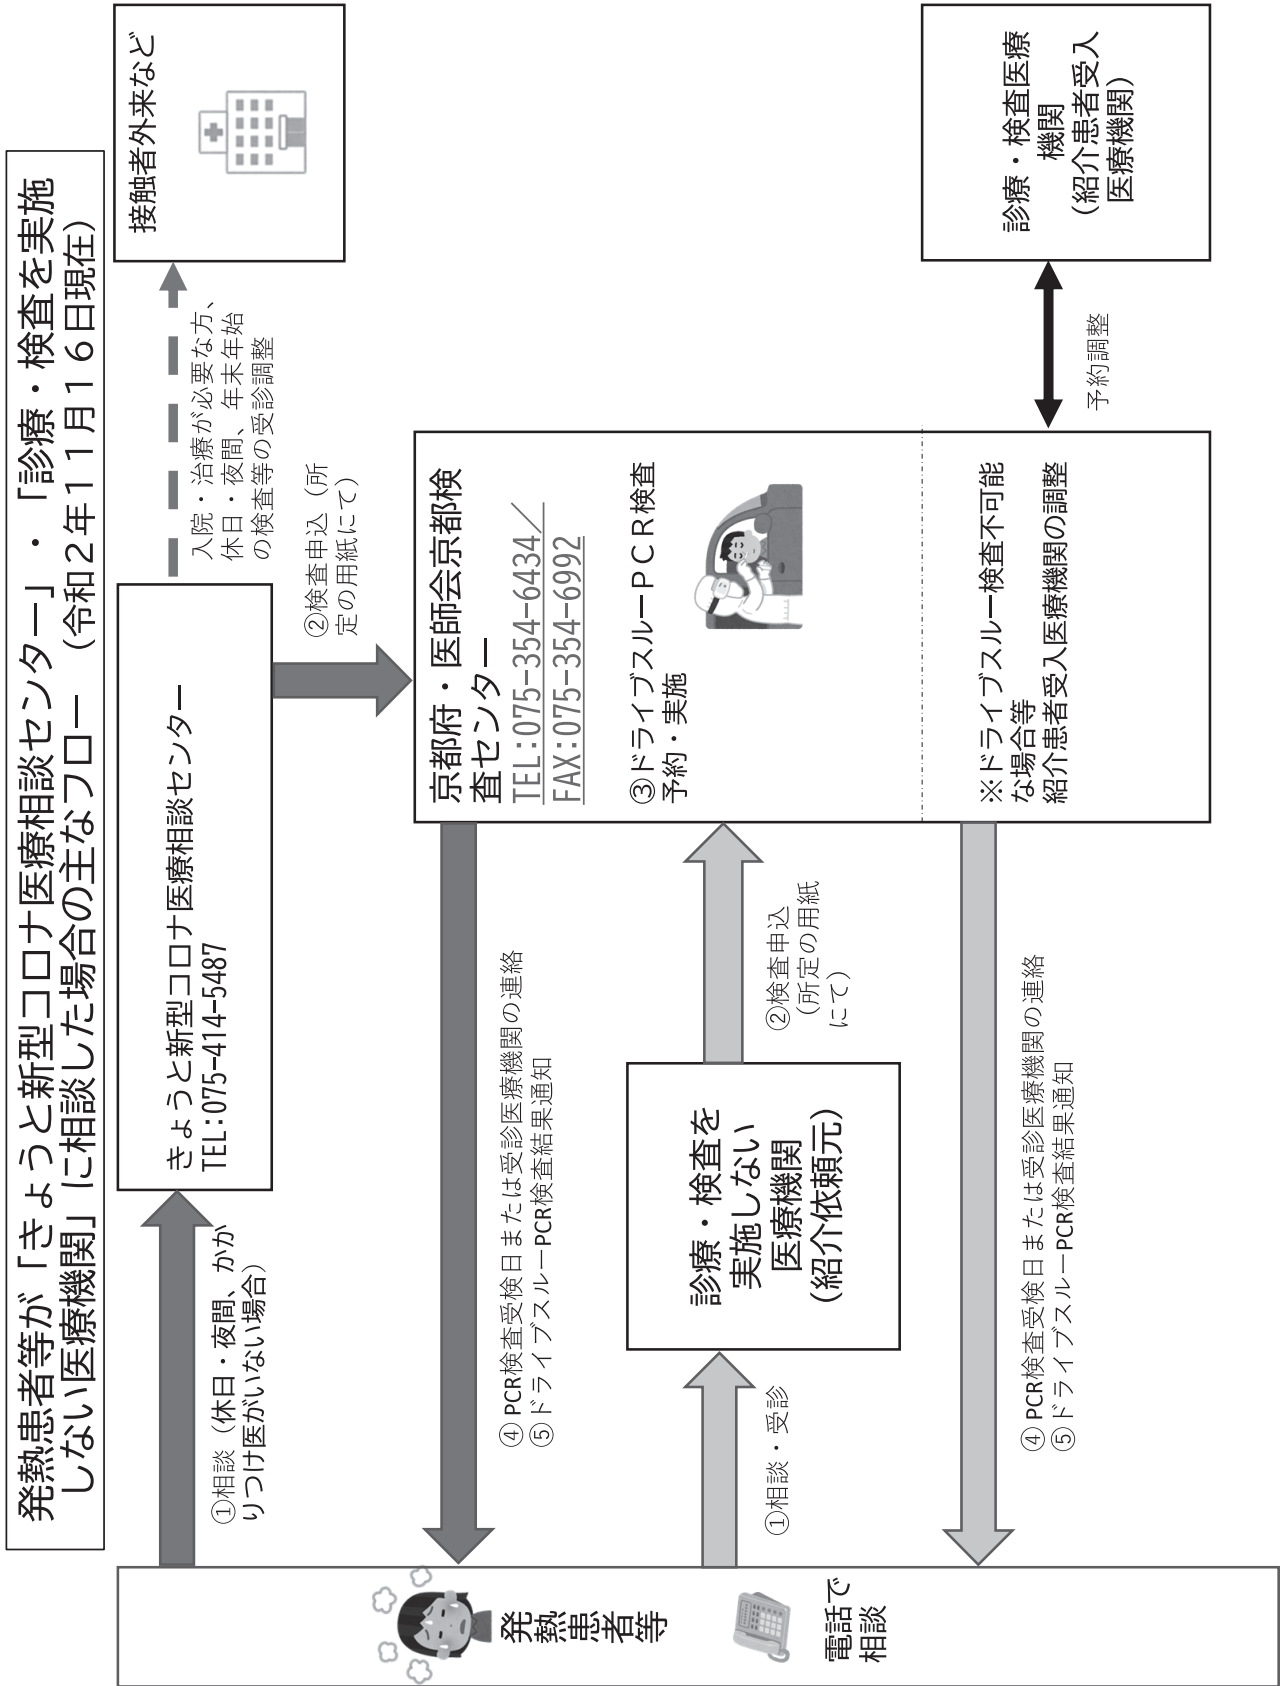 発熱患者等が「きょうと新型コロナ医療相談センター」・「診療・検査を実施
しない医療機関」に相談した場合の主なフロー（令和2年11月16日現在）
発熱患者等
電話で
相談
①相談（休日・夜間、かか
りつけ医がいない場合）
きょうと新型コロナ医療相談センター
TEL:075-414-5487
入院・治療が必要な方、
休日・夜間、年末年始
の検査等の受診調整
接触者外来など
②検査申込（所
定の用紙にて）
京都府・医師会京都検
査センター
TEL:075-354-6434／
FAX:075-354-6992
③ドライブスルーPCR検査
予約・実施
※ドライブスルー検査不可能
な場合等
紹介患者受入医療機関の調整
④PCR検査受検日または受診医療機関の連絡
⑤ドライブスルーPCR検査結果通知
①相談・受診
診療・検査を
実施しない
医療機関
（紹介依頼元）
②検査申込
（所定の用紙
にて）
④PCR検査受検日または受診医療機関の連絡
⑤ドライブスルーPCR検査結果通知
予約調整
診療・検査医療
機関
（紹介患者受入
医療機関）